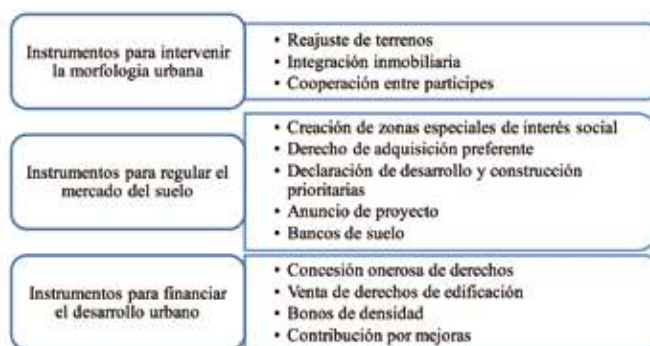 Instrumentos para intervenir
la morfología urbana
• Reajuste de terrenos
• Integración inmobiliaria
• Cooperación entre participes
Instrumentos para regular el
mercado del suelo
• Creación de zonas especiales de interés social
• Derecho de adquisición preferente
• Declaración de desarrollo y construcción
prioritarias
• Anuncio de proyecto
• Bancos de suelo
Instrumentos para financiar
el desarrollo urbano
• Concesión onerosa de derechos
• Venta de derechos de edificación
• Bonos de densidad
• Contribución por mejoras